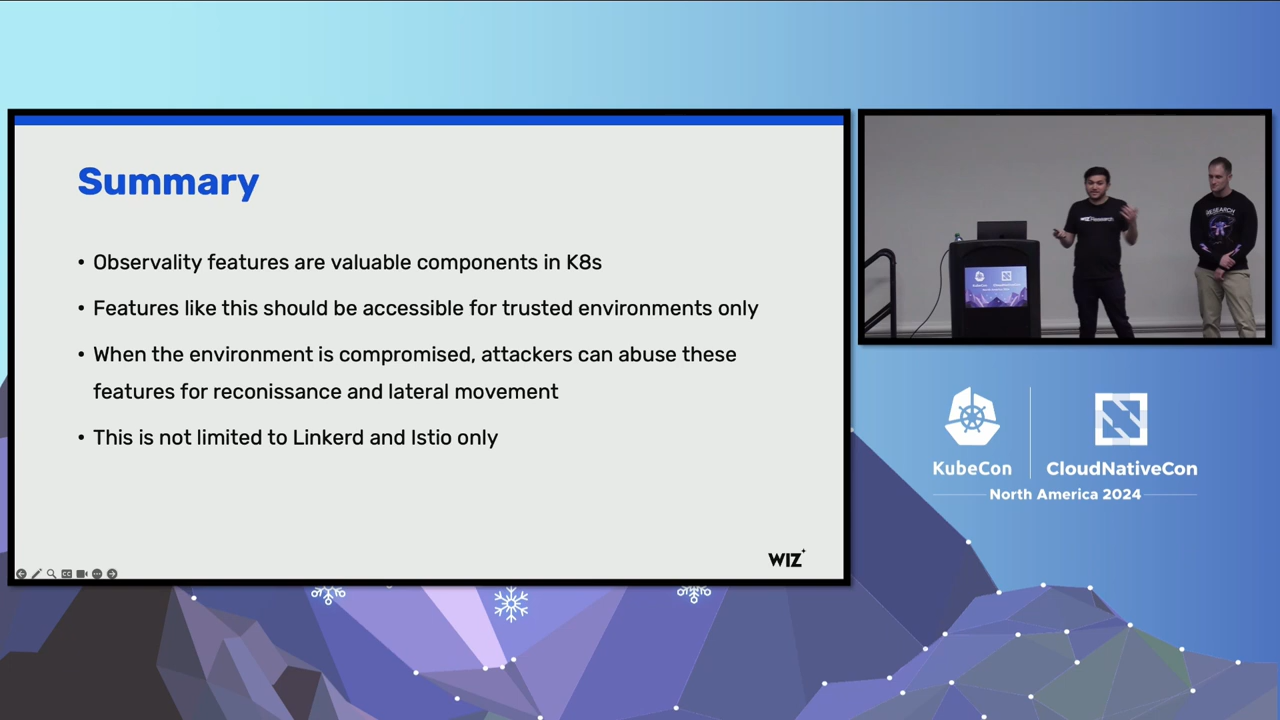 Summary
• Observality features are valuable components in K8s
• Features like this should be accessible for trusted environments only
• When the environment is compromised, attackers can abuse these
features for reconissance and lateral movement
• This is not limited to Linkerd and Istio only
WIZ
RESEARCH
KubeCon
CloudNativeCon
North America 2024